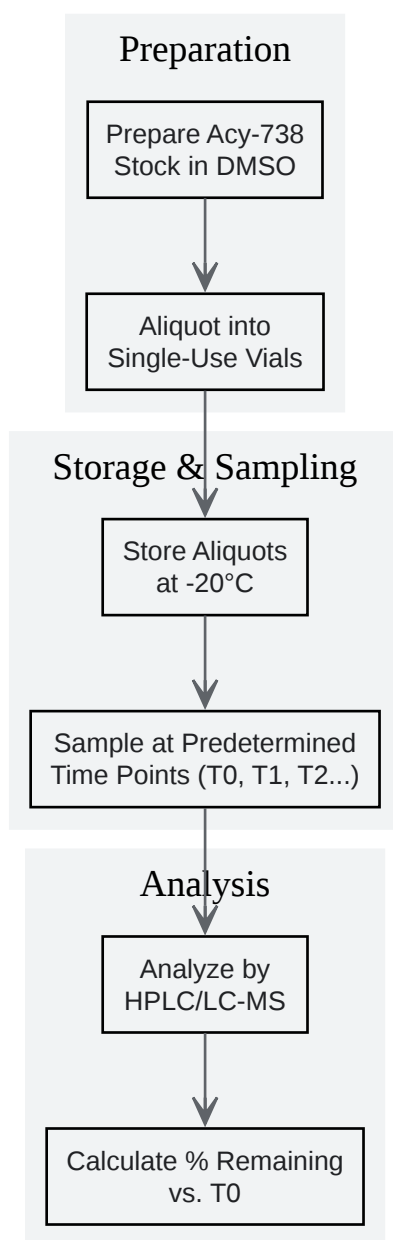 Preparation
Prepare Acy-738
Stock in DMSO
Aliquot into
Single-Use Vials
Storage & Sampling
Store Aliquots
at -20°C
Sample at Predetermined
Time Points (T0, T1, T2...)
Analysis
Analyze by
HPLC/LC-MS
Calculate % Remaining
vs. T0